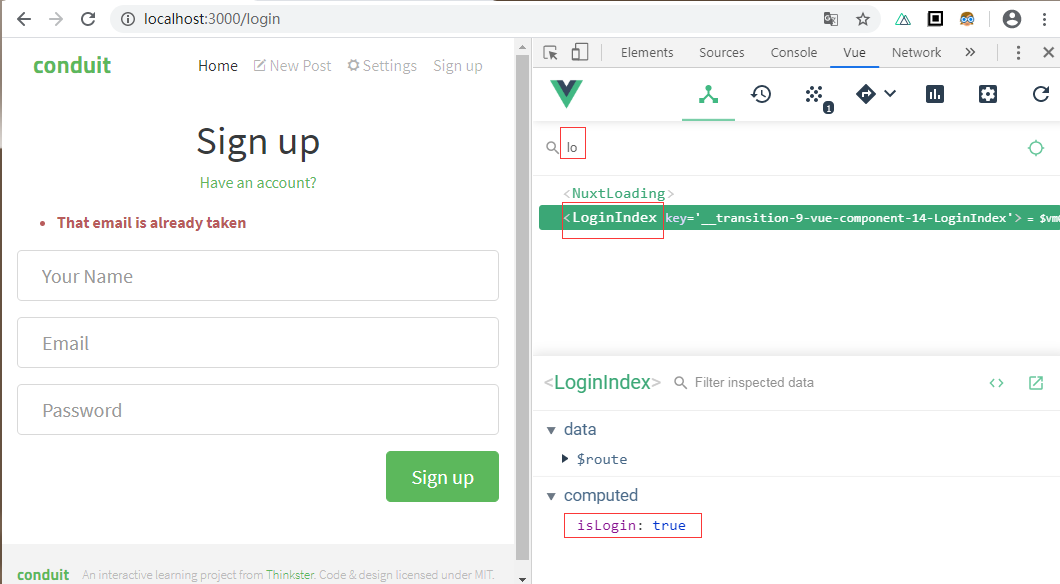 localhost:3000/login
conduit Home New Post Settings Sign up
Sign up
Have an account?
That email is already taken
Your Name
Email
Password
Sign up
conduit An interactive learning project from Thinkster. Code & design licensed under MIT.
Elements Sources Console Vue Network »
1
lo
<NuxtLoading>
<LoginIndex key='__transition-9-vue-component-14-LoginIndex'> = $vm
<LoginIndex> Filter inspected data
data
$route
computed
isLogin: true